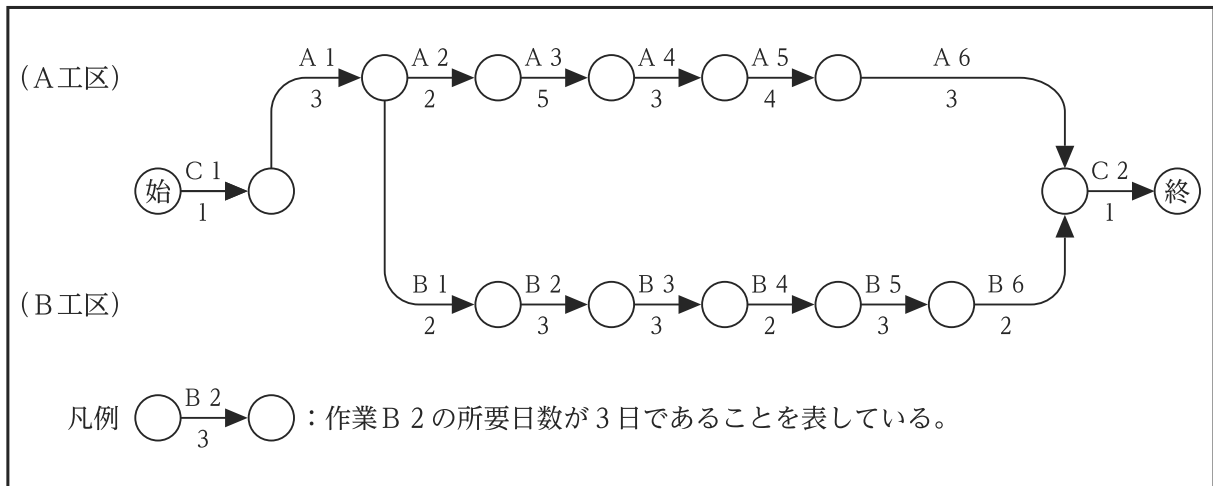 A 1 A 2 A 3 A 4 A 5 A 6
(A工区)
3 2 5 3 4 3
始 C 1 C 2 終
1 1
B 1 B 2 B 3 B 4 B 5 B 6
(B工区)
2 3 3 2 3 2
凡例 B 2 :作業B 2 の所要日数が 3 日であることを表している。
3